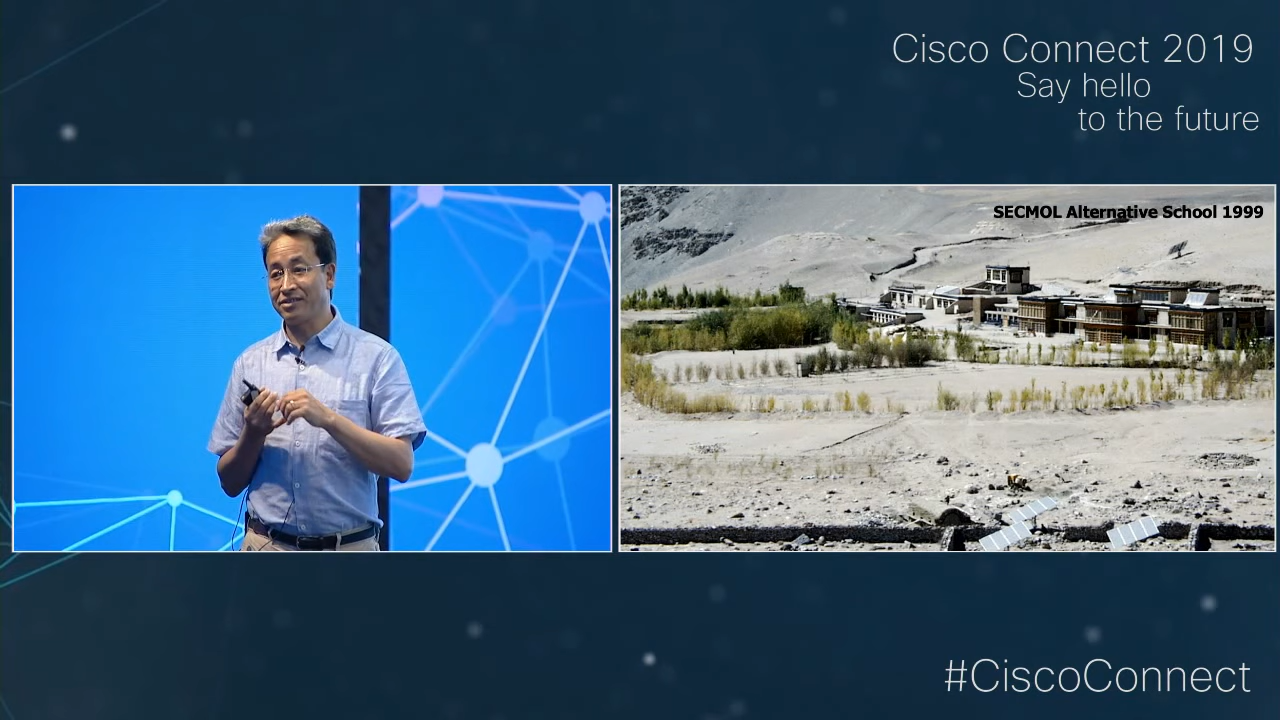 Cisco Connect 2019
Say hello
to the future
SECMOL Alternative School 1999
#CiscoConnect